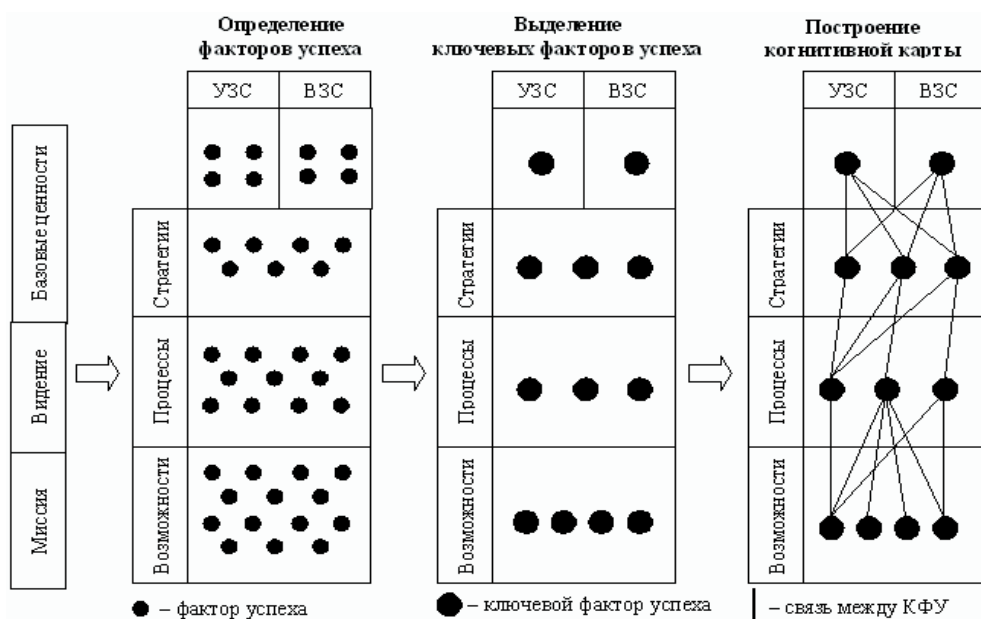 Определение
факторов успеха
Выделение
ключевых факторов успеха
Построение
когнитивной карты
УЗС
ВЗС
УЗС
ВЗС
УЗС
ВЗС
Базовые ценности
Видение
Миссия
Стратегии
Процессы
Возможности
Стратегии
Процессы
Возможности
Стратегии
Процессы
Возможности
– фактор успеха
– ключевой фактор успеха
– связь между КФУ